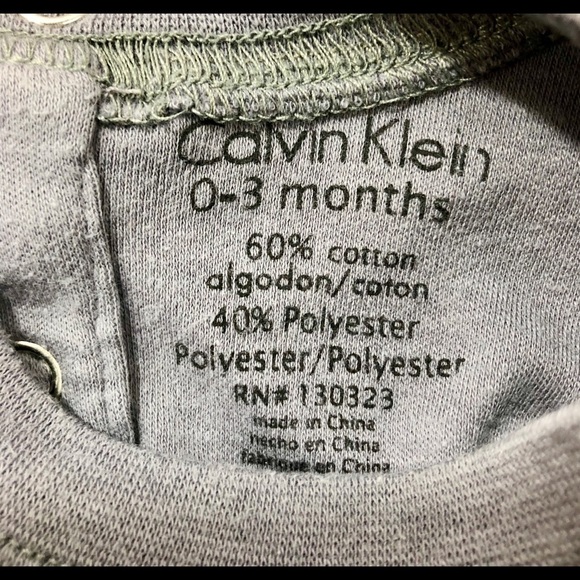 Calvin Klein
0-3 months
60% cotton
algodon/coton
40% Polyester
Polyester/Polyester
RN# 130323
made in China
hecho en China
fabrique en China